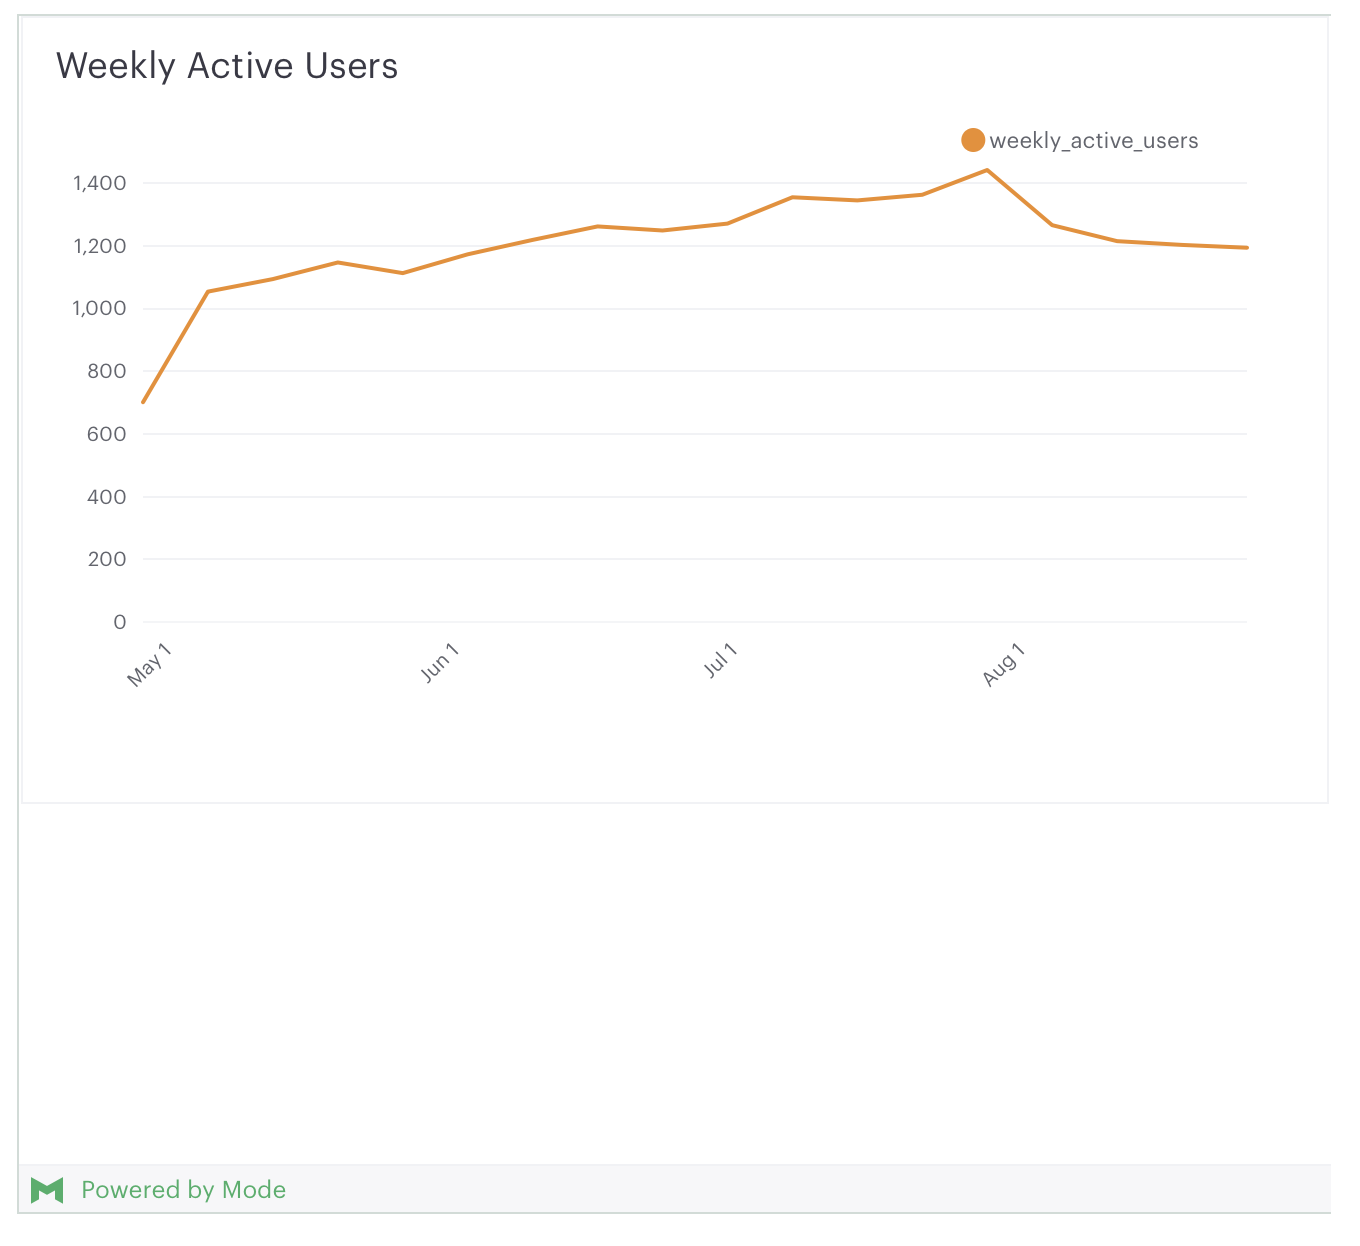 Weekly Active Users
weekly_active_users
1,400
1,200
1,000
800
600
400
200
0
May 1
Jun 1
Jul 1
Aug 1
Powered by Mode